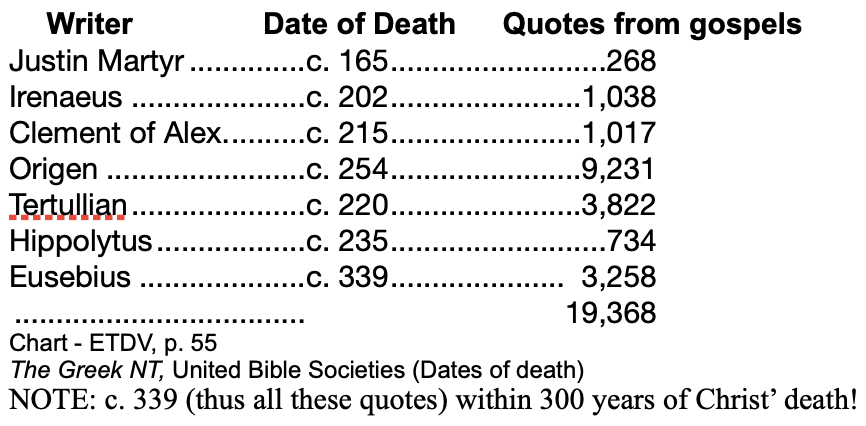 Writer Date of Death Quotes from gospels
Justin Martyr ..............c. 165..........................268
Irenaeus .....................c. 202.......................1,038
Clement of Alex..........c. 215.......................1,017
Origen ........................c. 254.......................9,231
Tertullian .....................c. 220.......................3,822
Hippolytus ..................c. 235..........................734
Eusebius ....................c. 339..................... 3,258
................................... 19,368
Chart - ETDV, p. 55
The Greek NT, United Bible Societies (Dates of death)
NOTE: c. 339 (thus all these quotes) within 300 years of Christ’ death!